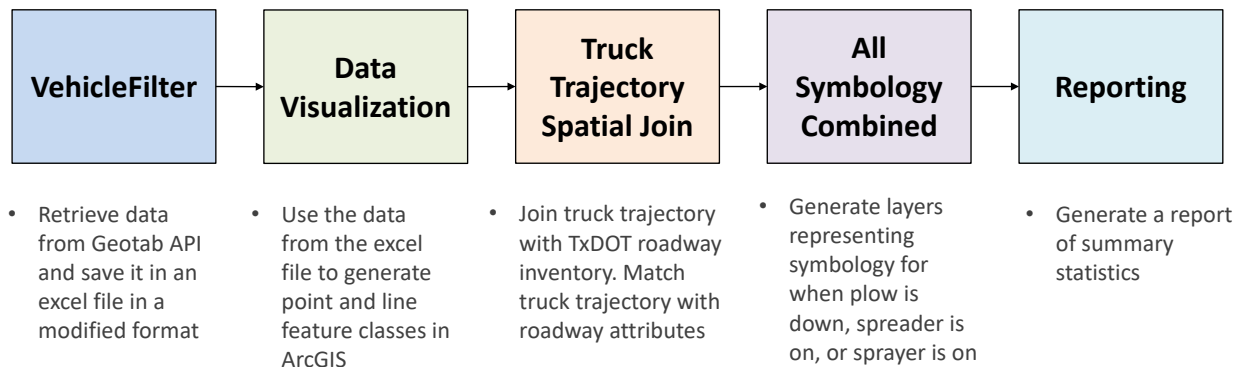 VehicleFilter
Data
Visualization
Truck
Trajectory
Spatial Join
All
Symbology
Combined
Reporting
• Retrieve data
from Geotab API
and save it in an
excel file in a
modified format
• Use the data
from the excel
file to generate
point and line
feature classes in
ArcGIS
• Join truck trajectory
with TxDOT roadway
inventory. Match
truck trajectory with
roadway attributes
• Generate layers
representing
symbology for
when plow is
down, spreader is
on, or sprayer is on
• Generate a report
of summary
statistics